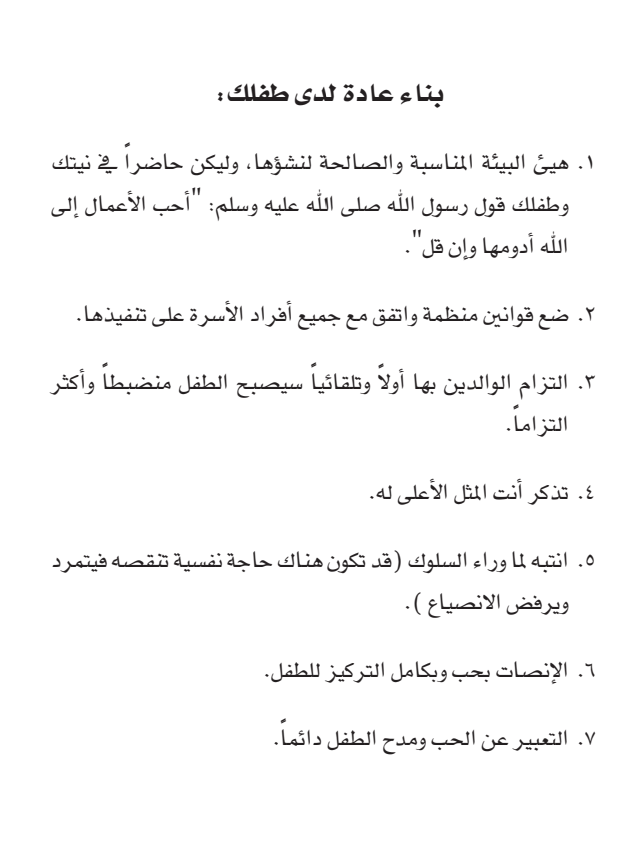 بناء عادة لدى طفلك:
١. هيئ البيئة المناسبة والصالحة لنشؤها، وليكن حاضراً في نيتك
وطفلك قول رسول الله صلى الله عليه وسلم: "أحب الأعمال إلى
الله أدومها وإن قل".
٢. ضع قوانين منظمة واتفق مع جميع أفراد الأسرة على تنفيذها.
٣. التزام الوالدين بها أولاً وتلقائياً سيصبح الطفل منضبطاً وأكثر
التزاماً.
٤. تذكر أنت المثل الأعلى له.
٥. انتبه لما وراء السلوك (قد تكون هناك حاجة نفسية تنقصه فيتمرد
ويرفض الانصياع ).
٦. الإنصات بحب وبكامل التركيز للطفل.
٧. التعبير عن الحب ومدح الطفل دائماً.